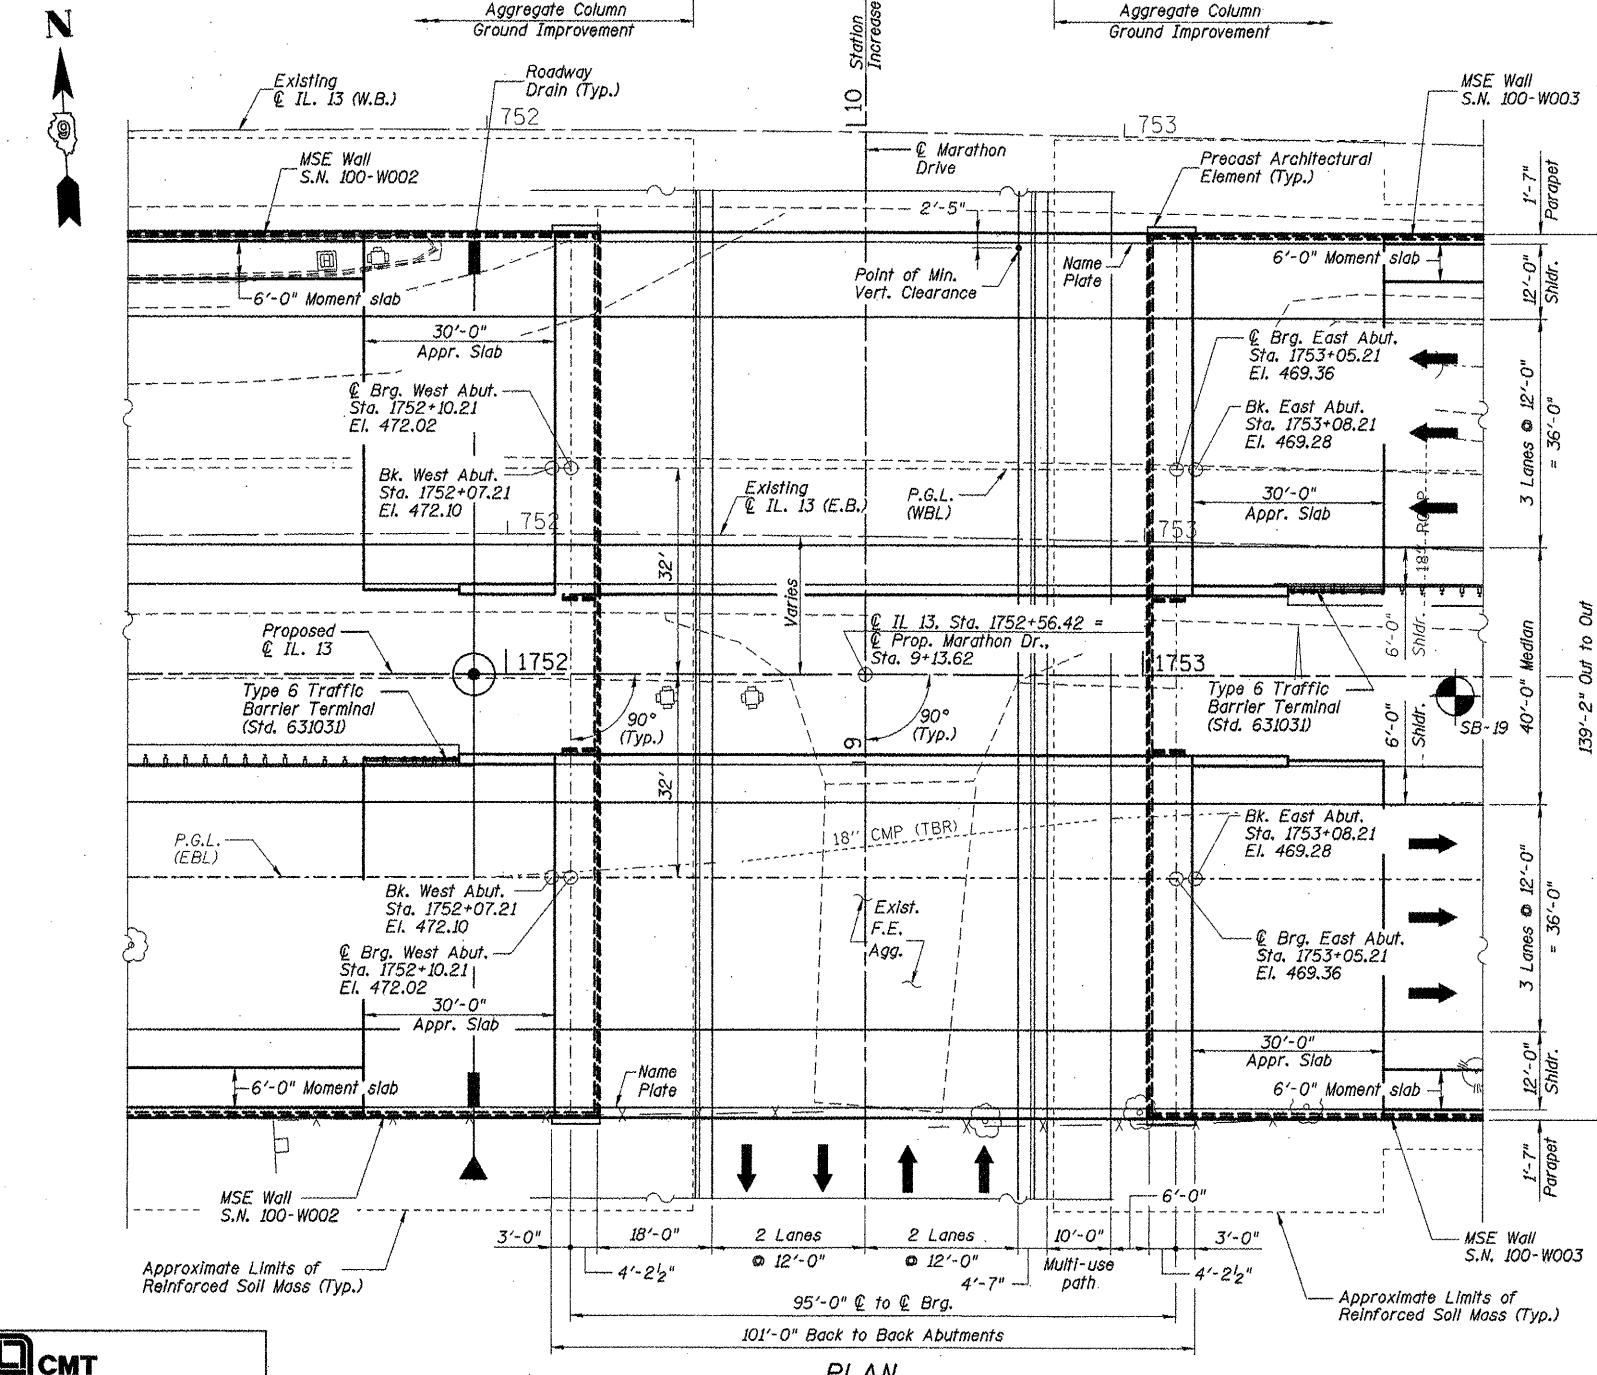 N
Aggregate Column
Ground Improvement
Station
Increase
Aggregate Column
Ground Improvement
10
Existing
℄ IL. 13 (W.B.)
Roadway
Drain (Typ.)
752
753
MSE Wall
S.N. 100-W003
MSE Wall
S.N. 100-W002
℄ Marathon
Drive
Precast Architectural
Element (Typ.)
1'-7"
Parapet
2'-5"
6'-0" Moment slab
Point of Min.
Vert. Clearance
Name
Plate
6'-0" Moment slab
12'-0"
Shldr.
30'-0"
Appr. Slab
℄ Brg. West Abut.
Sta. 1752+10.21
El. 472.02
℄ Brg. East Abut.
Sta. 1753+05.21
El. 469.36
Bk. East Abut.
Sta. 1753+08.21
El. 469.28
3 Lanes @ 12'-0"
= 36'-0"
Bk. West Abut.
Sta. 1752+07.21
El. 472.10
Existing
℄ IL. 13 (E.B.)
P.G.L.
(WBL)
30'-0"
Appr. Slab
752
753
32'
Varies
Proposed
℄ IL. 13
1752
℄ IL 13, Sta. 1752+56.42 =
℄ Prop. Marathon Dr.,
Sta. 9+13.62
1753
6'-0"
Shldr.
40'-0" Median
139'-2" Out to Out
Type 6 Traffic
Barrier Terminal
(Std. 631031)
90°
(Typ.)
90°
(Typ.)
9
Type 6 Traffic
Barrier Terminal
(Std. 631031)
6'-0"
Shldr.
SB-19
32'
P.G.L.
(EBL)
18" CMP (TBR)
Bk. East Abut.
Sta. 1753+08.21
El. 469.28
Bk. West Abut.
Sta. 1752+07.21
El. 472.10
Exist.
F.E.
Agg.
℄ Brg. West Abut.
Sta. 1752+10.21
El. 472.02
℄ Brg. East Abut.
Sta. 1753+05.21
El. 469.36
3 Lanes @ 12'-0"
= 36'-0"
30'-0"
Appr. Slab
30'-0"
Appr. Slab
6'-0" Moment slab
Name
Plate
6'-0" Moment slab
12'-0"
Shldr.
1'-7"
Parapet
MSE Wall
S.N. 100-W002
6'-0"
3'-0"
18'-0"
2 Lanes
@ 12'-0"
2 Lanes
@ 12'-0"
10'-0"
Multi-use
path
3'-0"
4'-2½"
4'-7"
4'-2½"
MSE Wall
S.N. 100-W003
Approximate Limits of
Reinforced Soil Mass (Typ.)
95'-0" ℄ to ℄ Brg.
Approximate Limits of
Reinforced Soil Mass (Typ.)
101'-0" Back to Back Abutments
CMT
PLAN